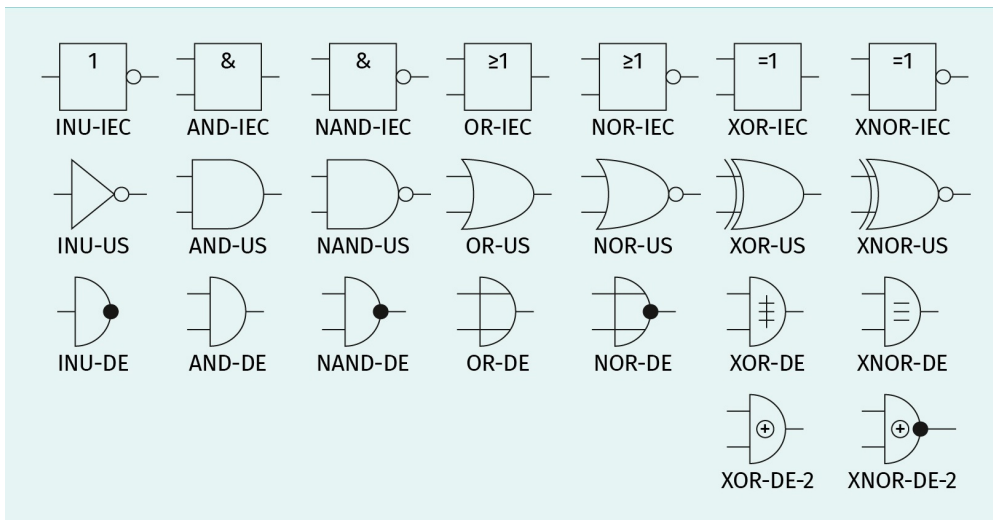 1 & & ≥1 ≥1 =1 =1
INU-IEC AND-IEC NAND-IEC OR-IEC NOR-IEC XOR-IEC XNOR-IEC
INU-US AND-US NAND-US OR-US NOR-US XOR-US XNOR-US
INU-DE AND-DE NAND-DE OR-DE NOR-DE XOR-DE XNOR-DE
XOR-DE-2 XNOR-DE-2